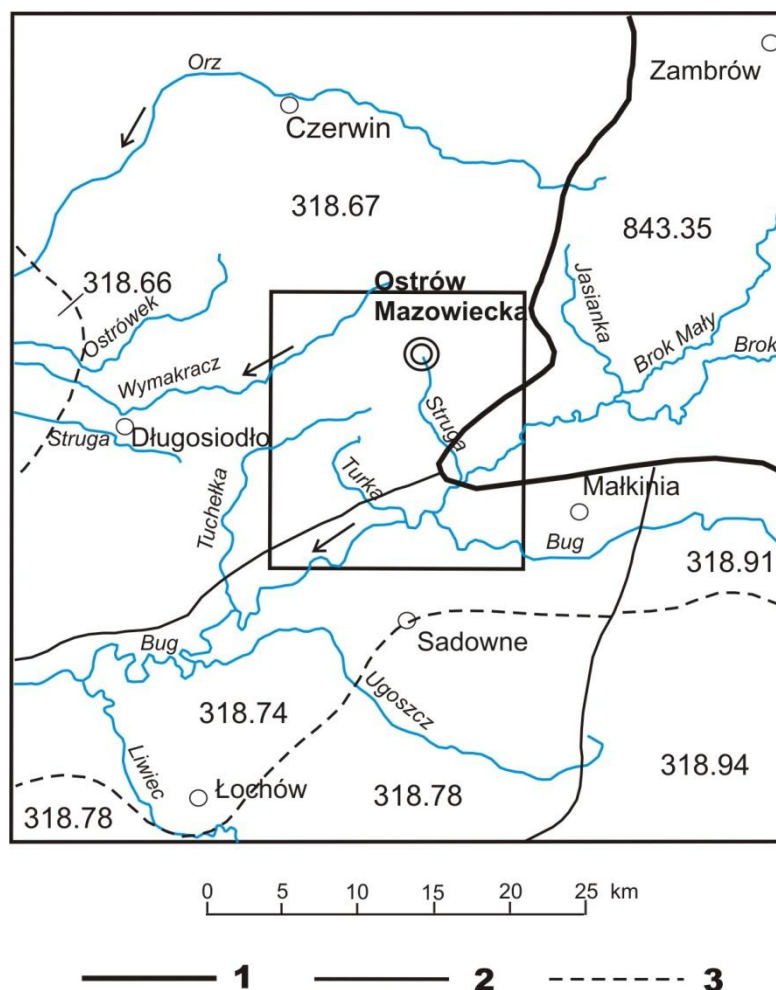 Orz
Zambrów
Czerwin
318.67
843.35
318.66
Ostrów
Mazowiecka
Jasianka
Ostrówek
Brok Mały
Brok
Wymakracz
Struga
Struga
Długosiodło
Tuchełka
Turka
Małkinia
Bug
318.91
Bug
Sadowne
318.74
Ugoszcz
Liwiec
318.94
Łochów
318.78
318.78
0 5 10 15 20 25 km
1 2 3